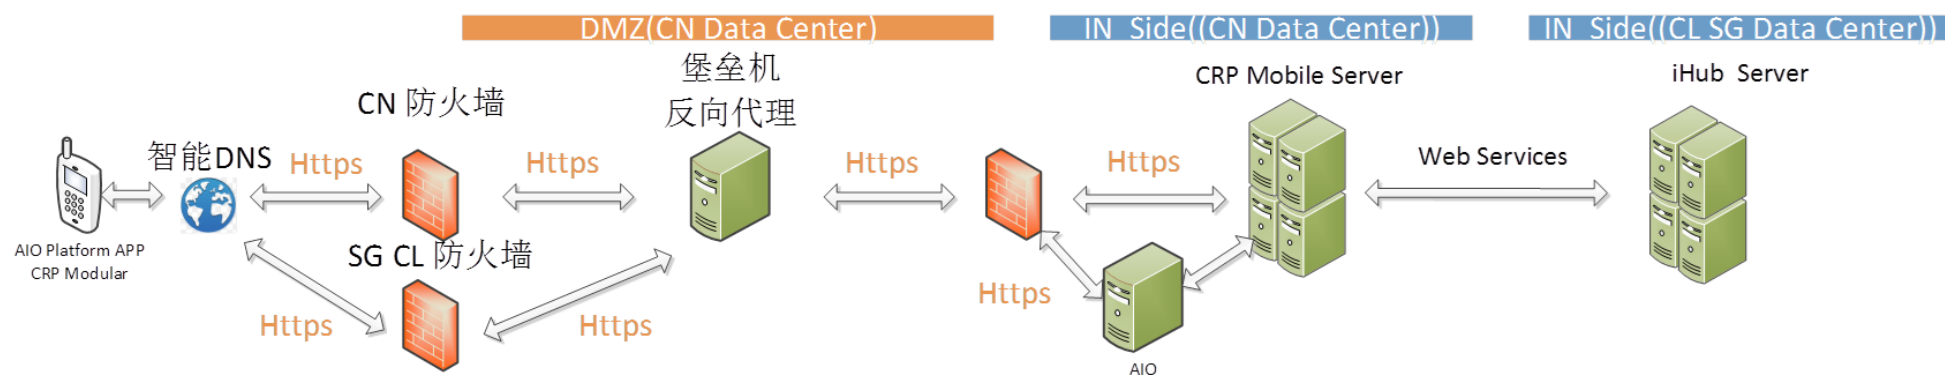 DMZ(CN Data Center)
IN Side((CN Data Center))
IN Side((CL SG Data Center))
堡垒机
反向代理
CRP Mobile Server
iHub Server
CN 防火墙
智能DNS
Https
Https
Https
Https
Web Services
AIO Platform APP
CRP Modular
SG CL 防火墙
Https
Https
Https
AIO